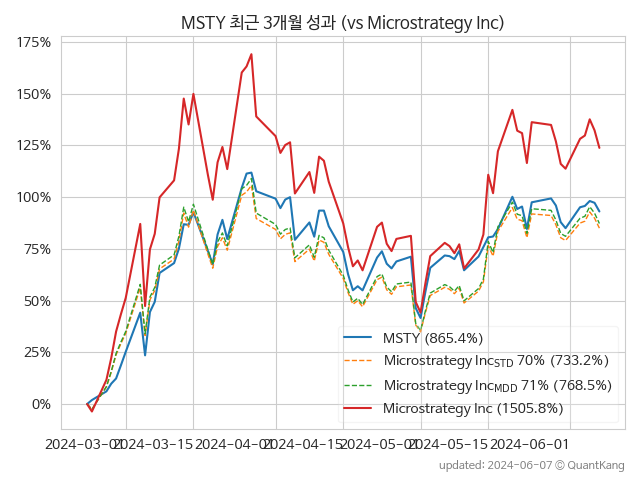 MSTY 최근 3개월 성과 (vs Microstrategy Inc)
175%
150%
125%
100%
75%
50%
25%
0%
MSTY (865.4%)
Microstrategy Inc_STD 70% (733.2%)
Microstrategy Inc_MDD 71% (768.5%)
Microstrategy Inc (1505.8%)
2024-03-01 2024-03-15 2024-04-01 2024-04-15 2024-05-01 2024-05-15 2024-06-01
updated: 2024-06-07 © QuantKang